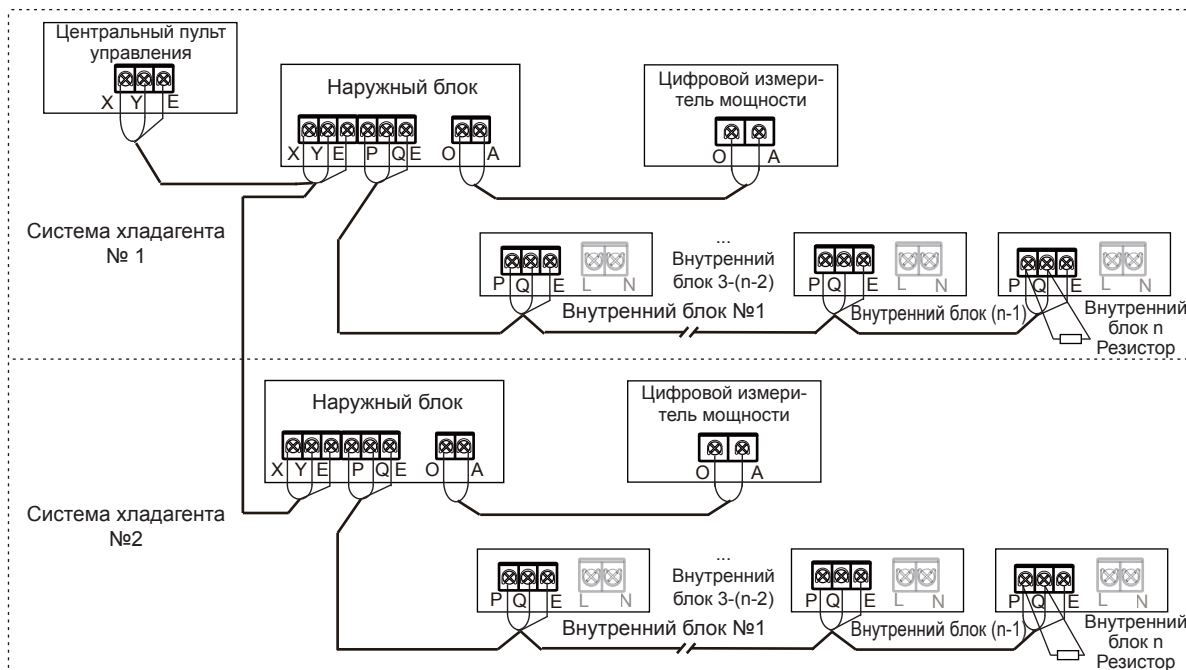 Центральный пульт
управления
X Y E
Наружный блок
X Y E P Q E O A
Цифровой измери-
тель мощности
O A
Система хладагента
№ 1
P Q E L N
...
Внутренний
блок 3-(n-2)
Внутренний блок №1
P Q E L N
Внутренний блок (n-1)
P Q E L N
Внутренний
блок n
Резистор
Наружный блок
X Y E P Q E O A
Цифровой измери-
тель мощности
O A
Система хладагента
№2
P Q E L N
...
Внутренний
блок 3-(n-2)
Внутренний блок №1
P Q E L N
Внутренний блок (n-1)
P Q E L N
Внутренний
блок n
Резистор